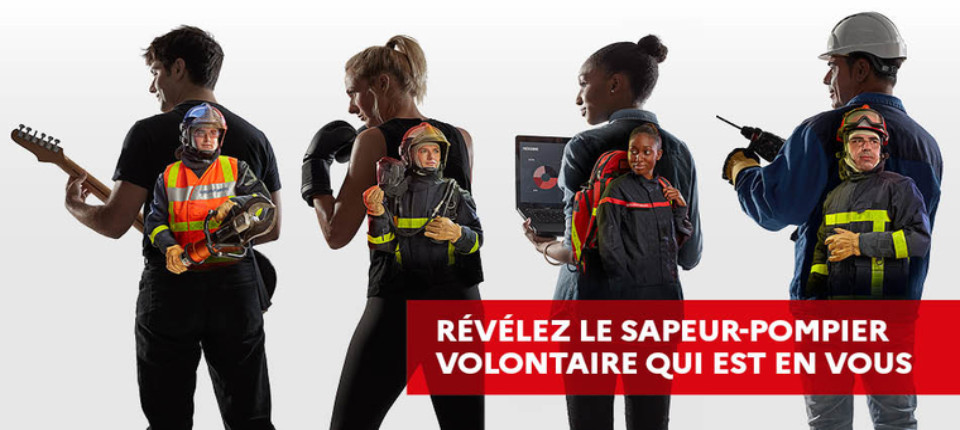 RÉVÉLEZ LE SAPEUR-POMPIER
VOLONTAIRE QUI EST EN VOUS